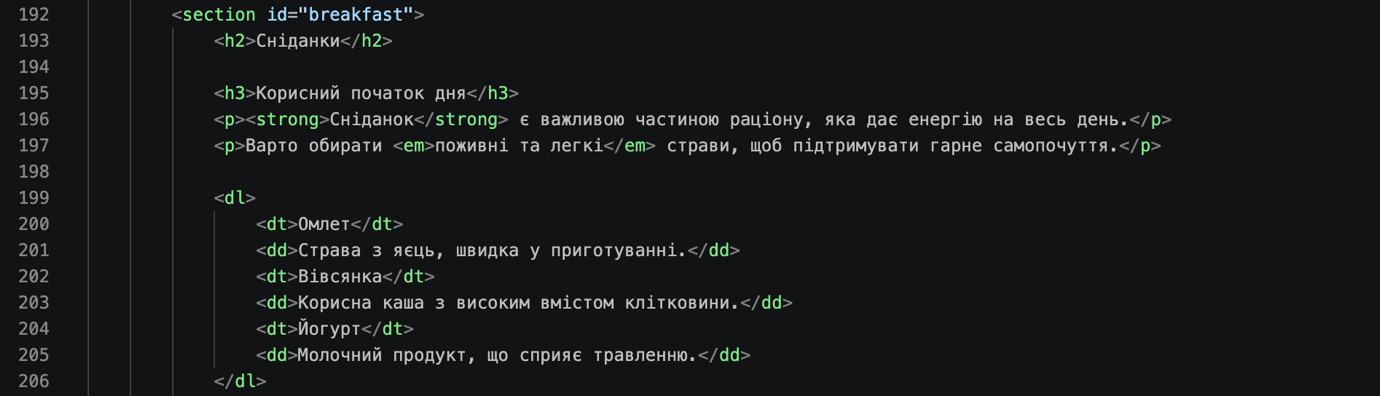 192 <section id="breakfast">
193 <h2>Сніданки</h2>
194
195 <h3>Корисний початок дня</h3>
196 <p><strong>Сніданок</strong> є важливою частиною раціону, яка дає енергію на весь день.</p>
197 <p>Варто обирати <em>поживні та легкі</em> страви, щоб підтримувати гарне самопочуття.</p>
198
199 <dl>
200 <dt>Омлет</dt>
201 <dd>Страва з яєць, швидка у приготуванні.</dd>
202 <dt>Вівсянка</dt>
203 <dd>Корисна каша з високим вмістом клітковини.</dd>
204 <dt>Йогурт</dt>
205 <dd>Молочний продукт, що сприяє травленню.</dd>
206 </dl>